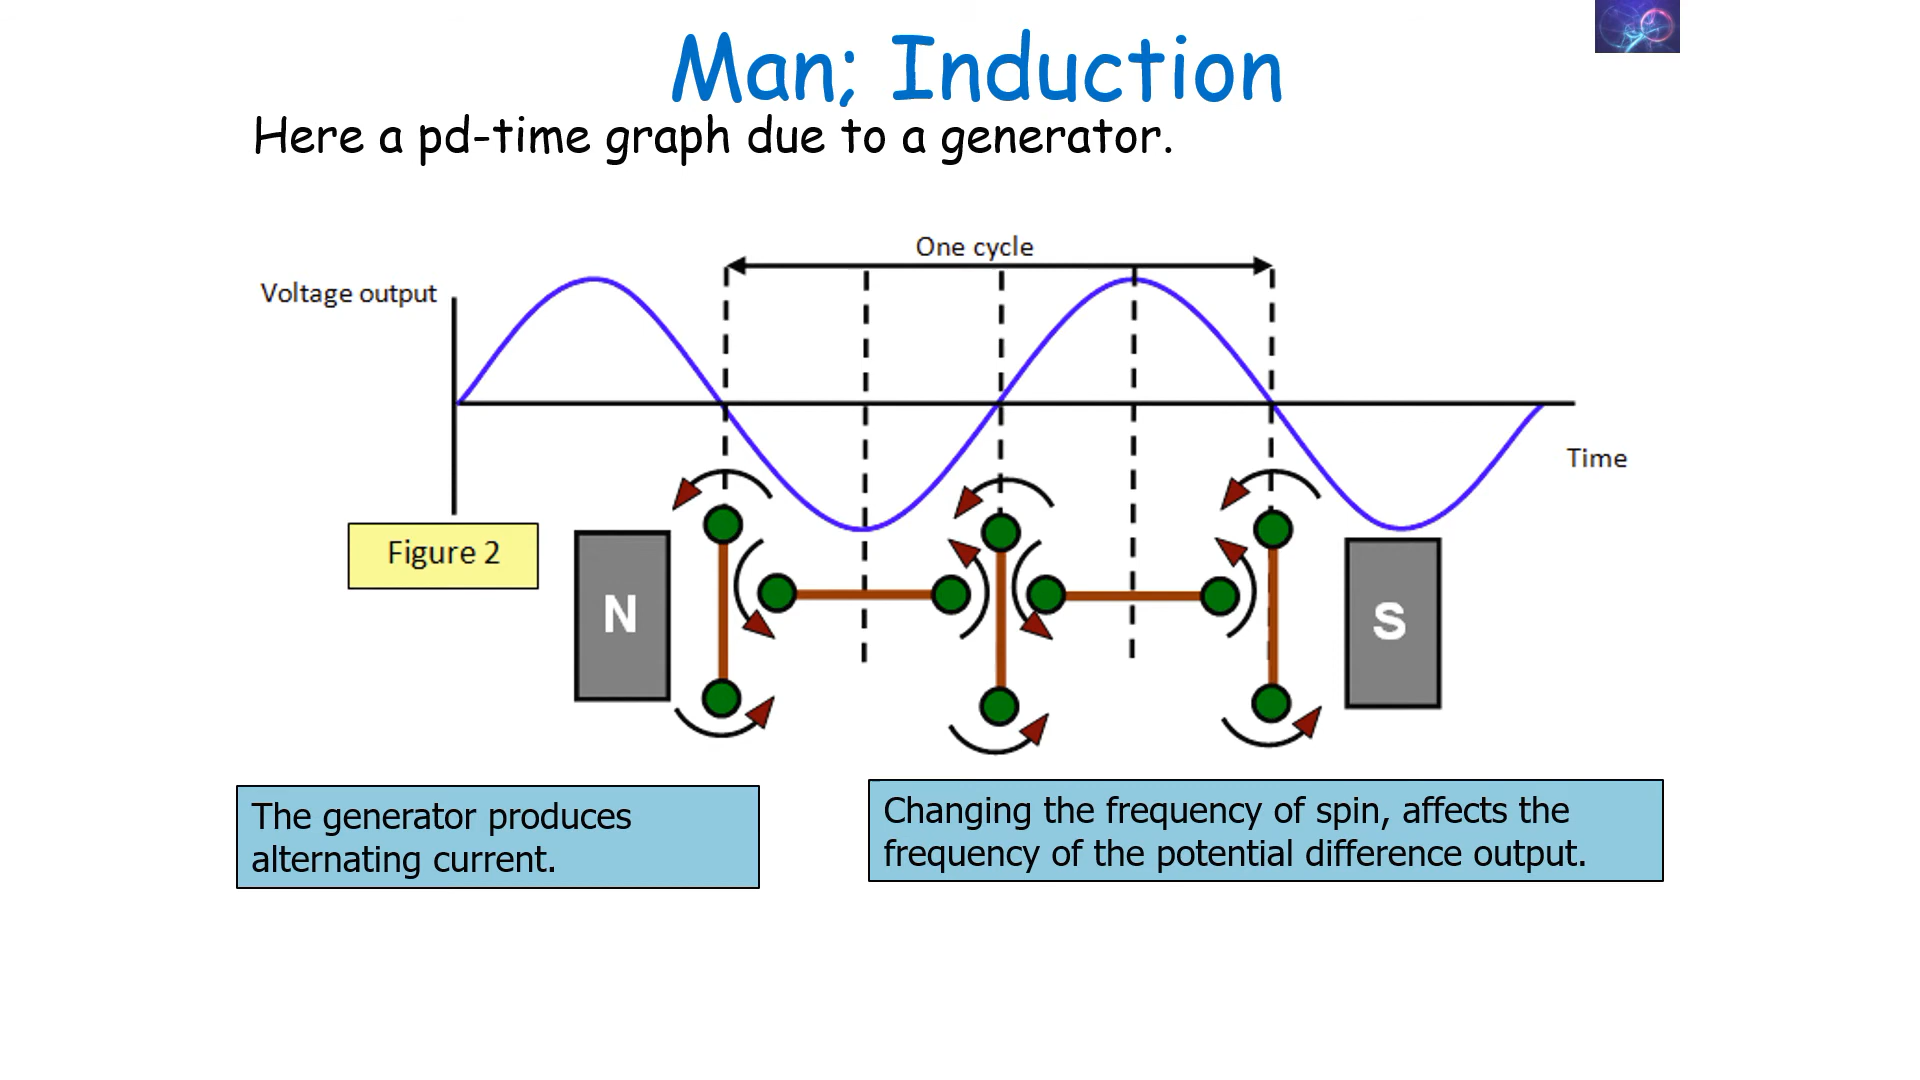 Man; Induction
Here a pd-time graph due to a generator.
One cycle
Voltage output
Time
Figure 2
N
S
The generator produces
alternating current.
Changing the frequency of spin, affects the
frequency of the potential difference output.